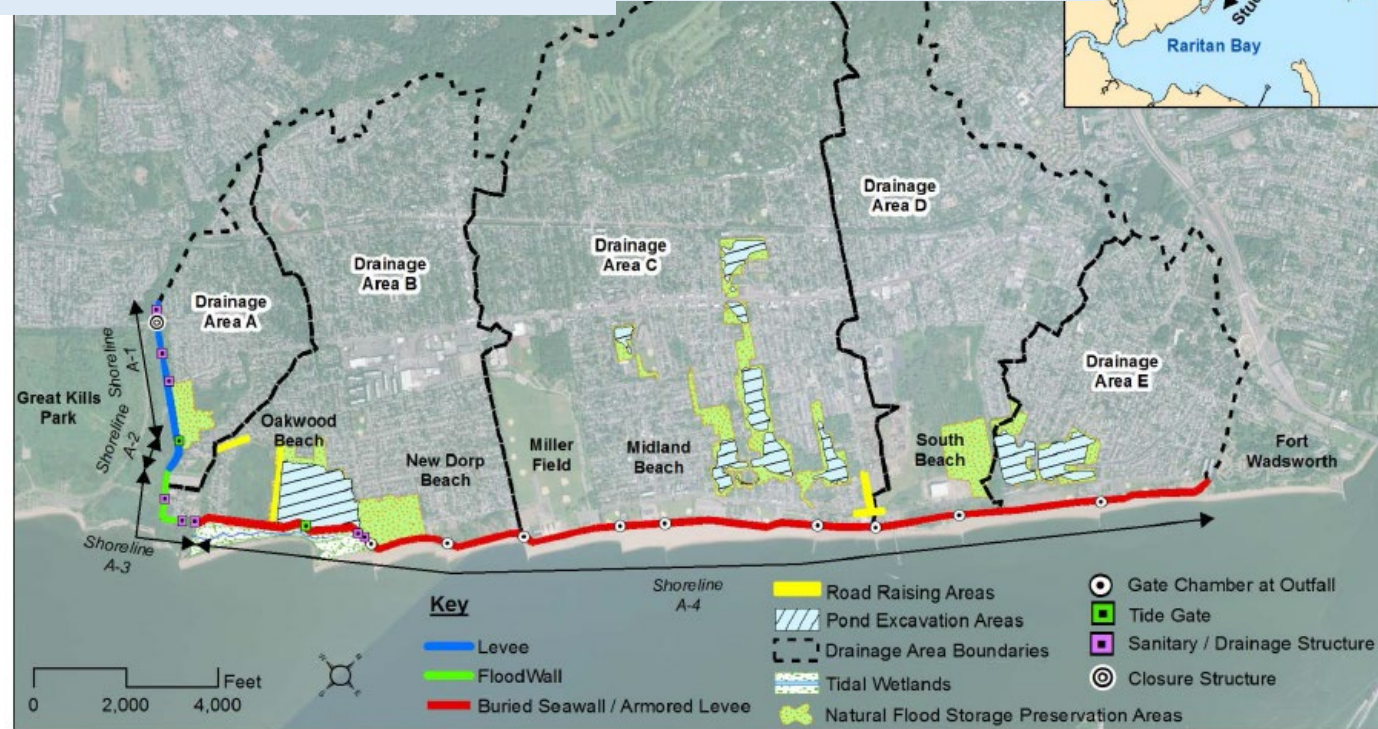 Stu
Raritan Bay
Drainage
Area D
Drainage
Area C
Drainage
Area B
Drainage
Area A
Shoreline
A-1
Drainage
Area E
Great Kills
Park
Shoreline
A-2
Oakwood
Beach
New Dorp
Beach
Miller
Field
Midland
Beach
South
Beach
Fort
Wadsworth
Shoreline
A-3
Shoreline
A-4
Key
Levee
FloodWall
Buried Seawall / Armored Levee
Road Raising Areas
Pond Excavation Areas
Drainage Area Boundaries
Tidal Wetlands
Natural Flood Storage Preservation Areas
Gate Chamber at Outfall
Tide Gate
Sanitary / Drainage Structure
Closure Structure
Feet
0 2,000 4,000